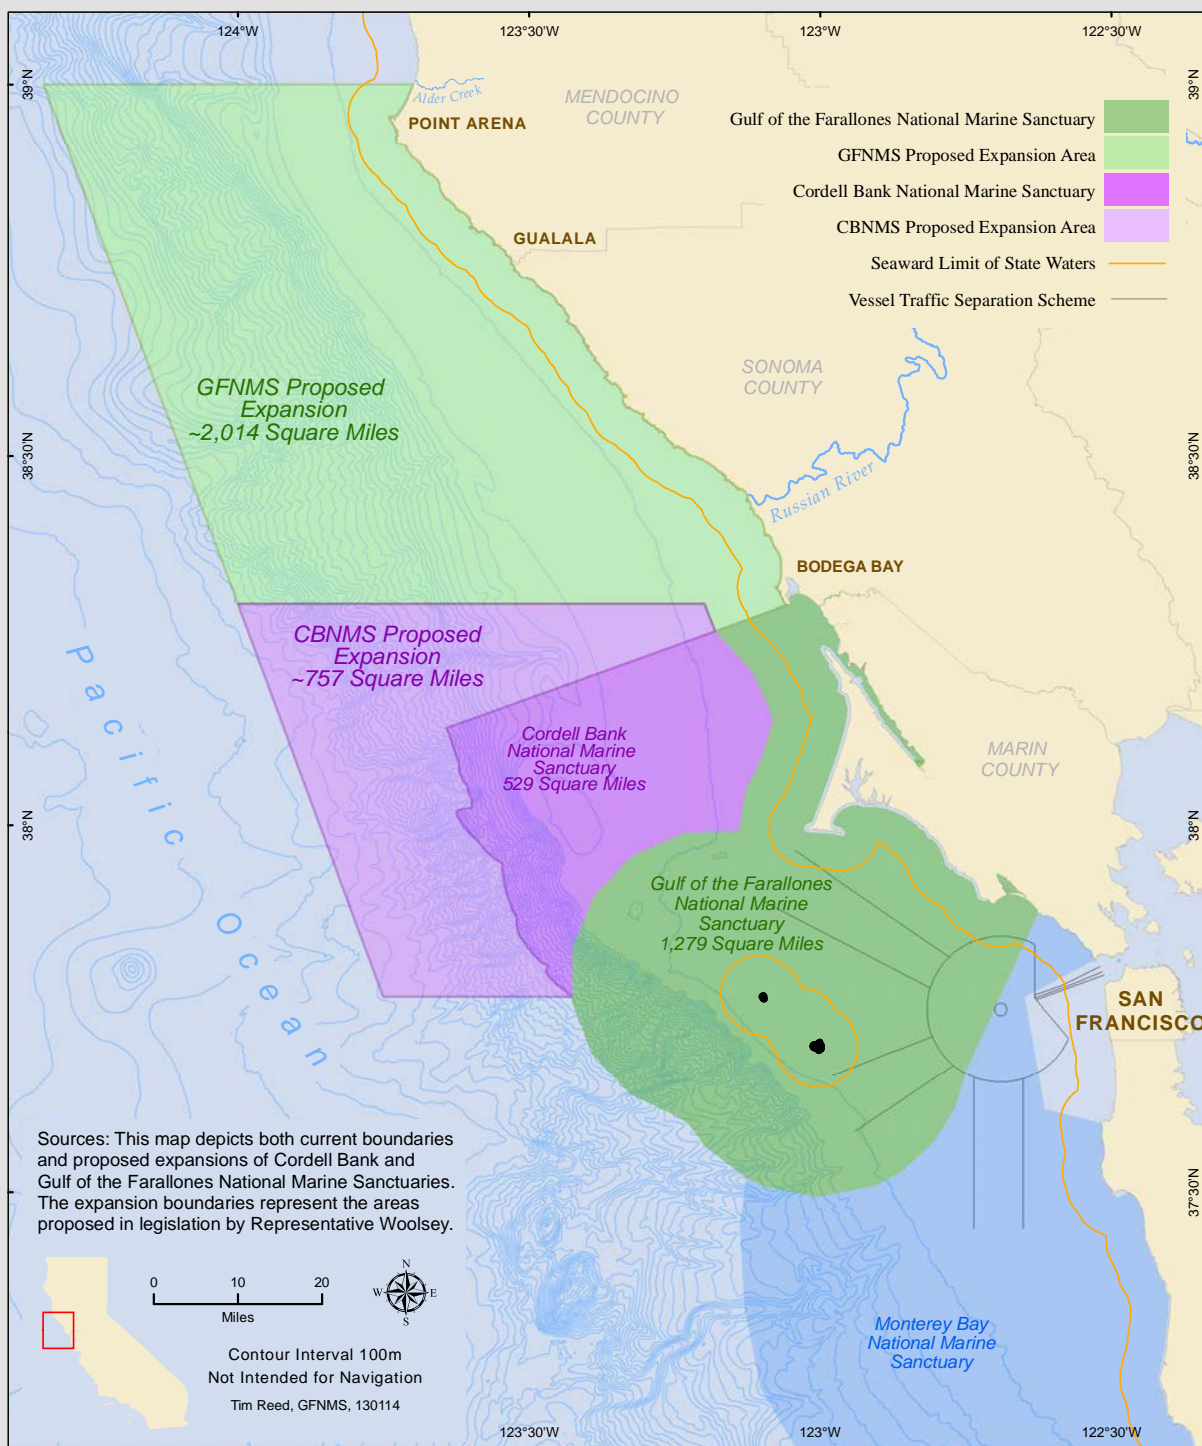 124°W
123°30'W
123°W
122°30'W
39°N
39°N
Alder Creek
MENDOCINO
COUNTY
POINT ARENA
Gulf of the Farallones National Marine Sanctuary
GFNMS Proposed Expansion Area
Cordell Bank National Marine Sanctuary
CBNMS Proposed Expansion Area
Seaward Limit of State Waters
Vessel Traffic Separation Scheme
GUALALA
SONOMA
COUNTY
GFNMS Proposed
Expansion
~2,014 Square Miles
38°30'N
38°30'N
Russian River
BODEGA BAY
CBNMS Proposed
Expansion
~757 Square Miles
Pacific
Ocean
Cordell Bank
National Marine
Sanctuary
529 Square Miles
MARIN
COUNTY
38°N
38°N
Gulf of the Farallones
National Marine
Sanctuary
1,279 Square Miles
SAN
FRANCISCO
Sources: This map depicts both current boundaries
and proposed expansions of Cordell Bank and
Gulf of the Farallones National Marine Sanctuaries.
The expansion boundaries represent the areas
proposed in legislation by Representative Woolsey.
37°30'N
0 10 20
Miles
N
W E
S
Contour Interval 100m
Not Intended for Navigation
Tim Reed, GFNMS, 130114
Monterey Bay
National Marine
Sanctuary
123°30'W
123°W
122°30'W